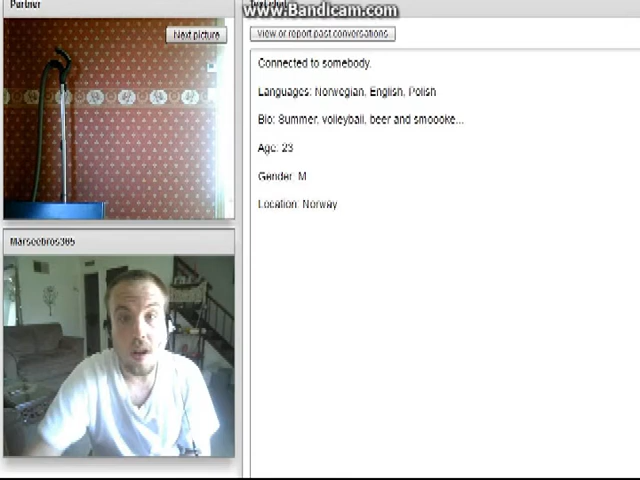 www.Bandicam.com
Partner
Next picture
View or report past conversations
Connected to somebody.
Languages: Norwegian, English, Polish
Bio: Summer, volleyball, beer and smoooke...
Age: 23
Gender: M
Location: Norway
Marseebros365